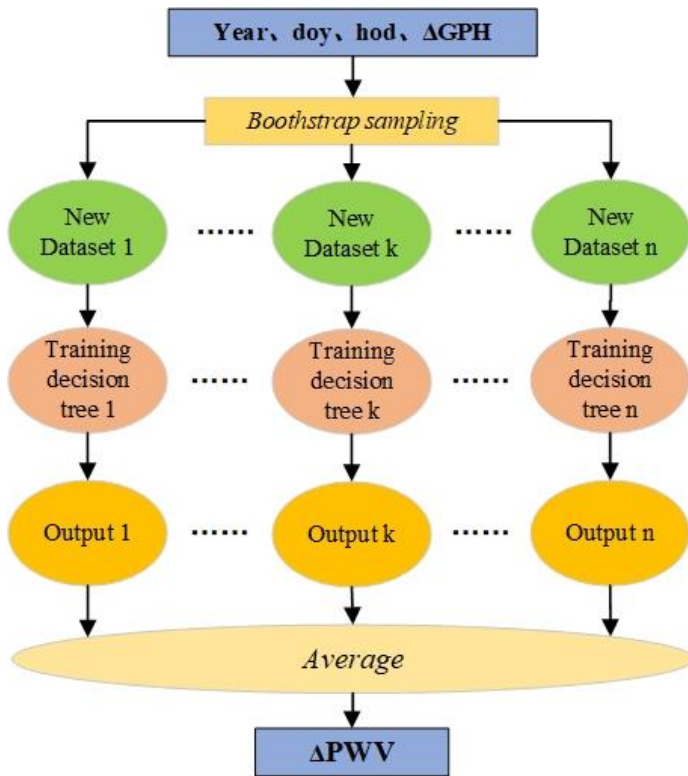 Year、doy、hod、ΔGPH
Boothstrap sampling
New
Dataset 1
......
New
Dataset k
......
New
Dataset n
Training
decision
tree 1
......
Training
decision
tree k
......
Training
decision
tree n
Output 1
......
Output k
......
Output n
Average
ΔPWV